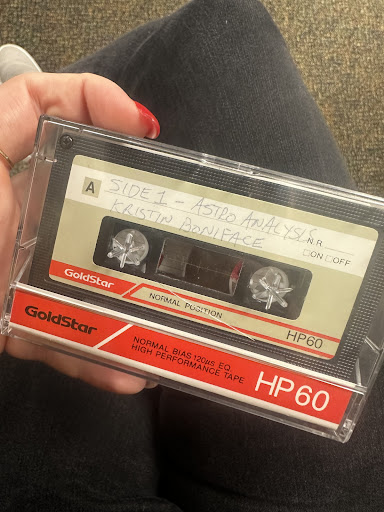 A
SIDE 1 - ASTRO ANALYSIS
KRISTIN BONIFACE
N.R.
□ON □OFF
GoldStar
NORMAL POSITION
HP60
GoldStar
NORMAL BIAS 120µs EQ
HIGH PERFORMANCE TAPE
HP60